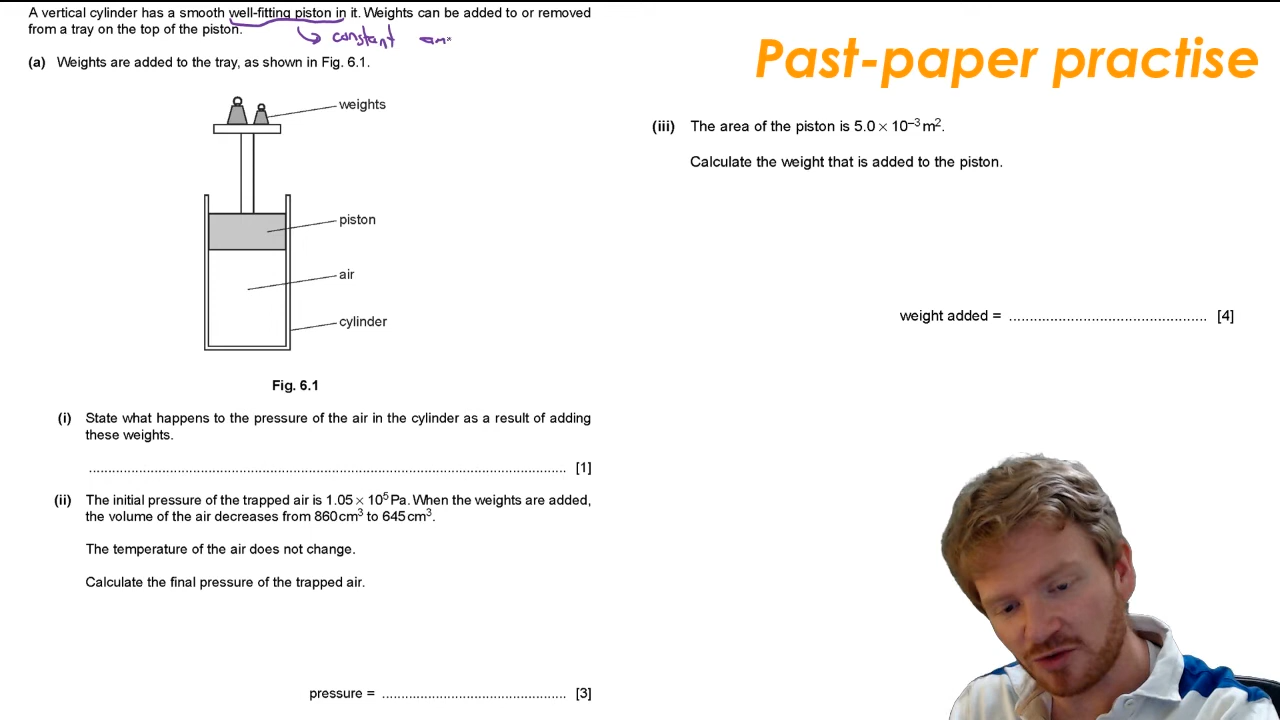 A vertical cylinder has a smooth well-fitting piston in it. Weights can be added to or removed
from a tray on the top of the piston.
constant
(a) Weights are added to the tray, as shown in Fig. 6.1.
weights
piston
air
cylinder
Fig. 6.1
(i) State what happens to the pressure of the air in the cylinder as a result of adding
these weights.
.................................................................................................................... [1]
(ii) The initial pressure of the trapped air is 1.05 × 10⁵ Pa. When the weights are added,
the volume of the air decreases from 860 cm³ to 645 cm³.
The temperature of the air does not change.
Calculate the final pressure of the trapped air.
pressure = ............................................... [3]
Past-paper practise
(iii) The area of the piston is 5.0 × 10⁻³ m².
Calculate the weight that is added to the piston.
weight added = ................................................. [4]